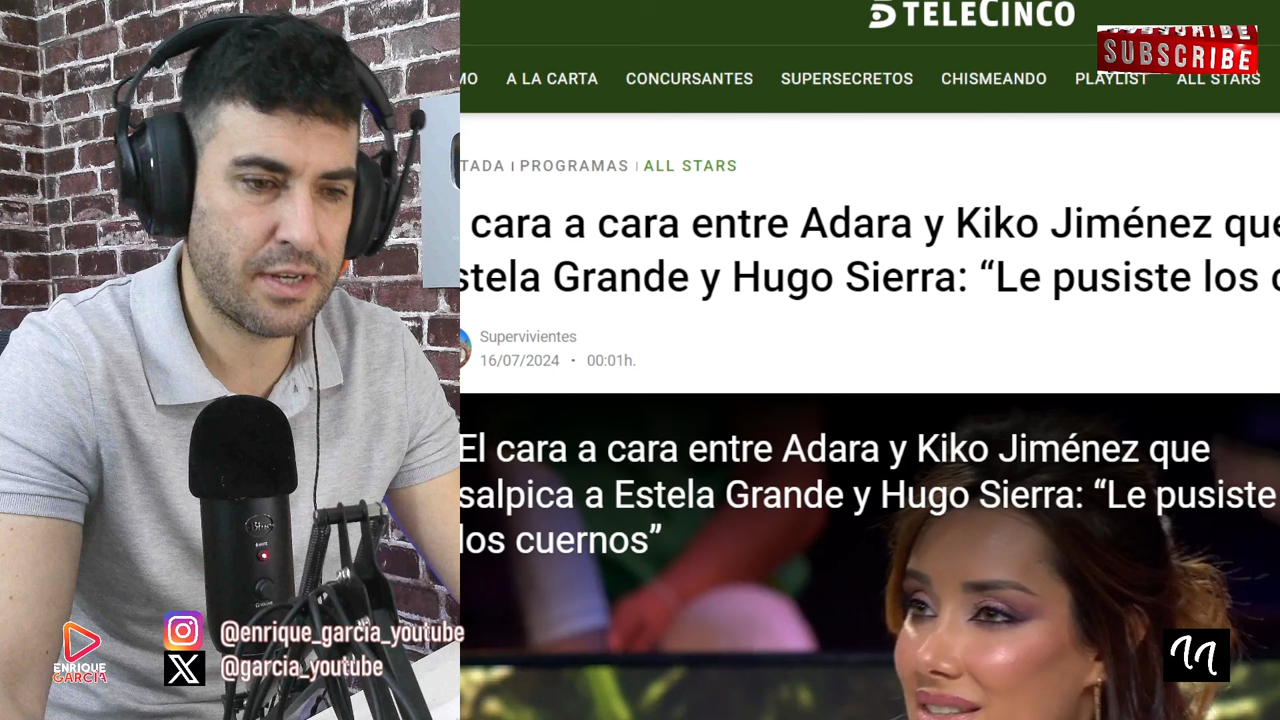 TELECINCO
SUBSCRIBE
SUBSCRIBE
MO A LA CARTA CONCURSANTES SUPERSECRETOS CHISMEANDO PLAYLIST ALL STARS
TADA | PROGRAMAS | ALL STARS
cara a cara entre Adara y Kiko Jiménez que
stela Grande y Hugo Sierra: “Le pusiste los c
Supervivientes
16/07/2024 • 00:01h.
El cara a cara entre Adara y Kiko Jiménez que
salpica a Estela Grande y Hugo Sierra: “Le pusiste
los cuernos”
Blue
@enrique_garcia_youtube
@garcia_youtube
ENRIQUE
GARCIA